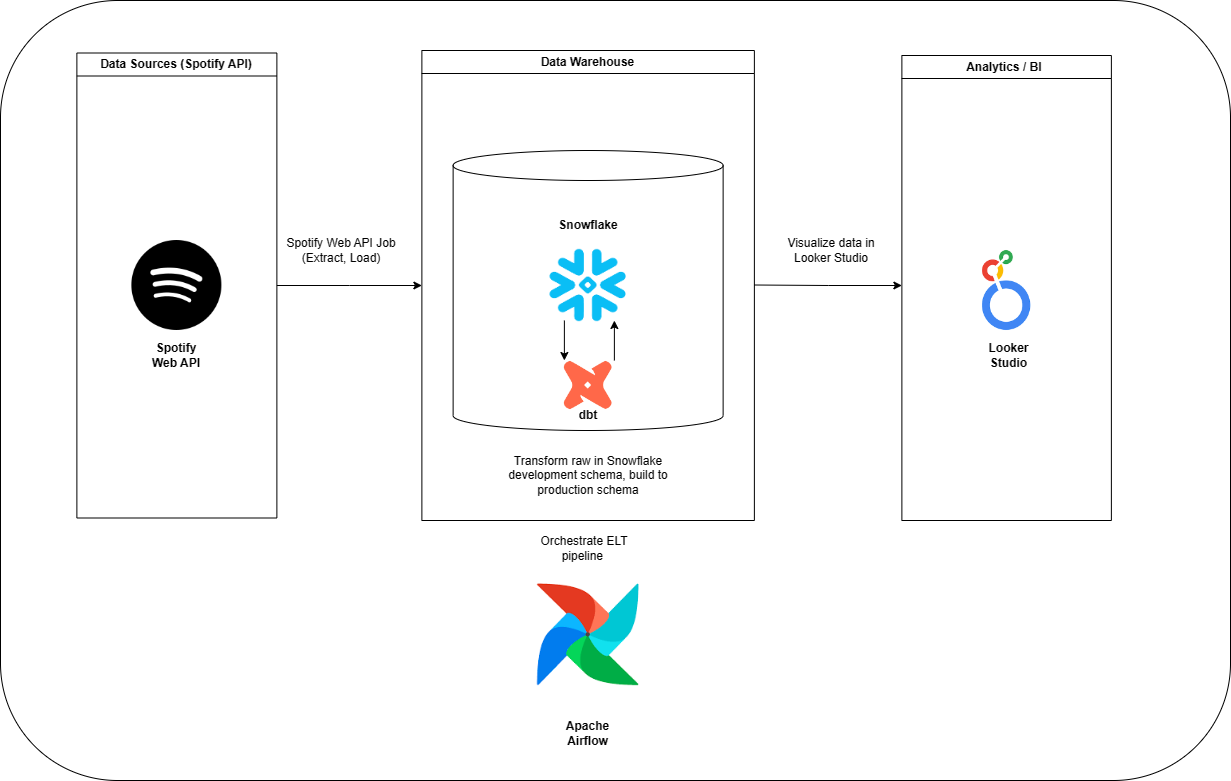 Data Sources (Spotify API)
Data Warehouse
Analytics / BI
Spotify Web API Job
(Extract, Load)
Spotify
Web API
Snowflake
dbt
Transform raw in Snowflake
development schema, build to
production schema
Visualize data in
Looker Studio
Looker
Studio
Orchestrate ELT
pipeline
Apache
Airflow